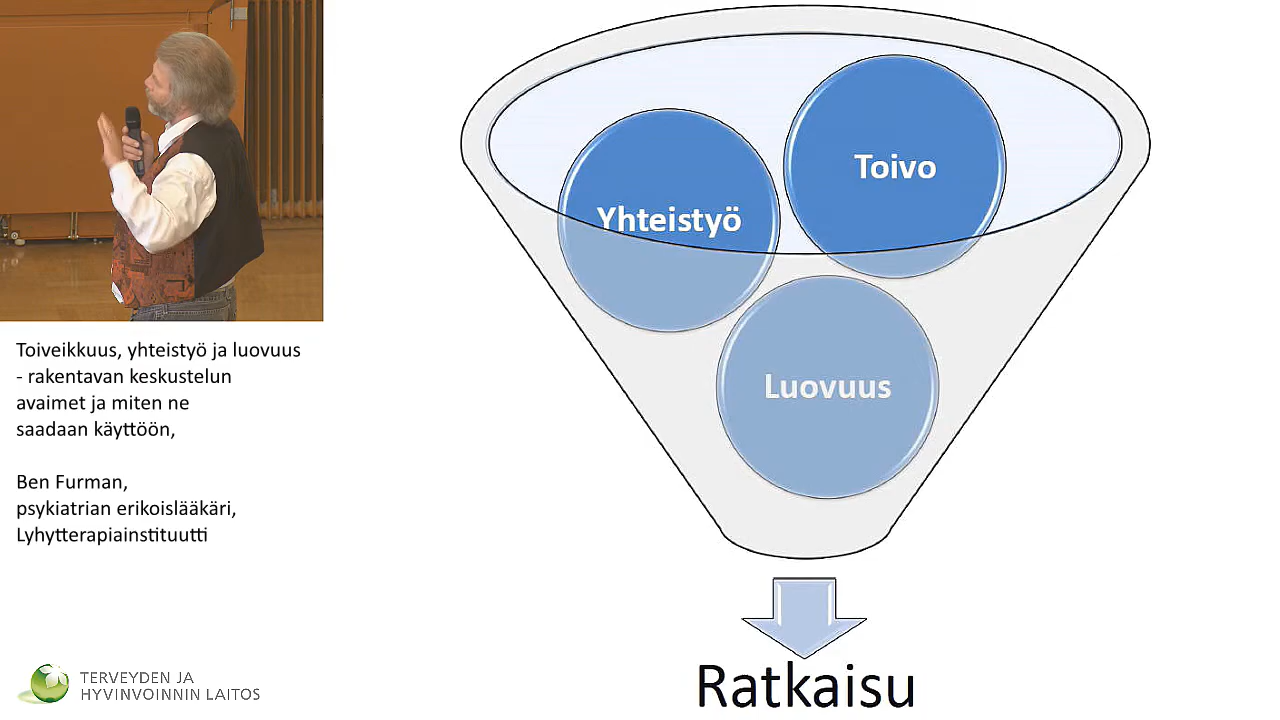 Toiveikkuus, yhteistyö ja luovuus
- rakentavan keskustelun
avaimet ja miten ne
saadaan käyttöön,
Ben Furman,
psykiatrian erikoislääkäri,
Lyhytterapiainstituutti
TERVEYDEN JA
HYVINVOINNIN LAITOS
Toivo
Yhteistyö
Luovuus
Ratkaisu